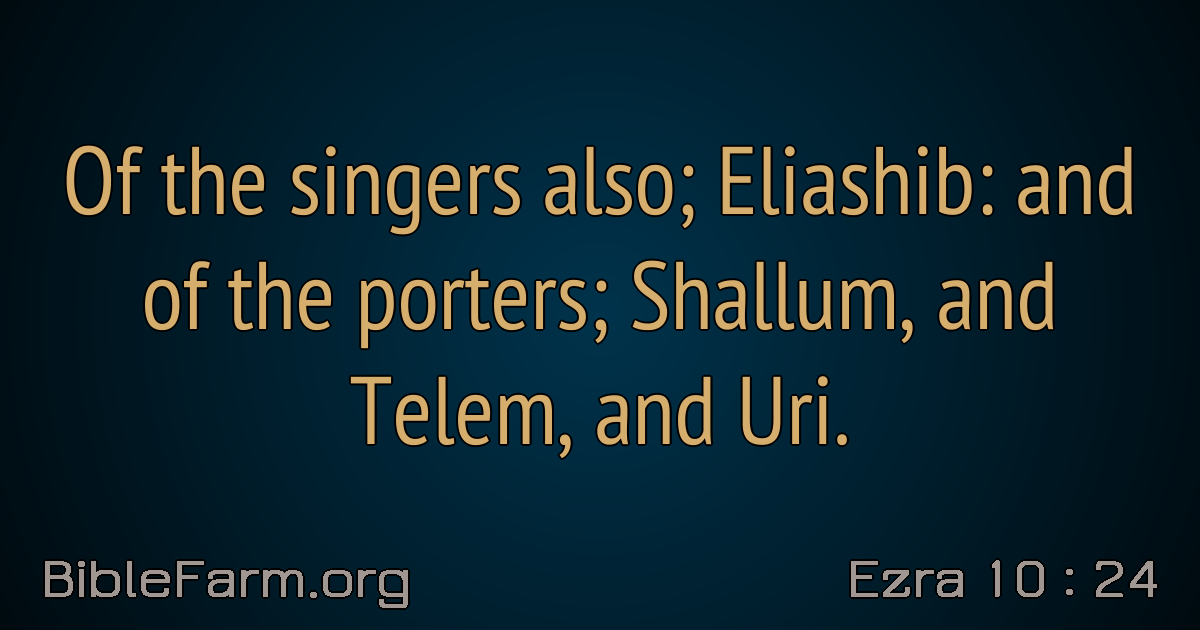 Of the singers also; Eliashib: and
of the porters; Shallum, and
Telem, and Uri.
BibleFarm.org
Ezra 10 : 24